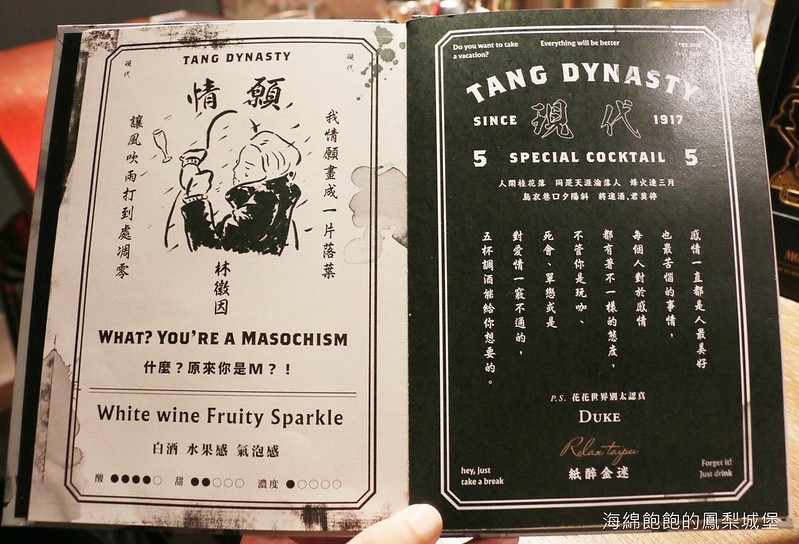 TANG DYNASTY
現代
現代
情願
我情願畫成一片落葉
讓風吹雨打到處凋零
林徽因
WHAT? YOU'RE A MASOCHISM
什麼？原來你是M？！
White wine Fruity Sparkle
白酒 水果感 氣泡感
酸 甜 濃度
Do you want to take
a vacation?
Everything will be better
TANG DYNASTY
SINCE 現代 1917
5 SPECIAL COCKTAIL 5
人閒桂花落 同是天涯淪落人 烽火連三月
烏衣巷口夕陽斜 將進酒,君莫停
感情一直都是人最美好
也最苦惱的事情，
每個人對於感情
都有著不一樣的態度，
不管你是玩咖、
死會、單戀或是
對愛情一竅不通的，
五杯調酒能給你想要的。
P.S. 花花世界別太認真
DUKE
Relax taipei
紙醉金迷
hey, just
take a break
Forget it!
Just drink
海綿飽飽的鳳梨城堡